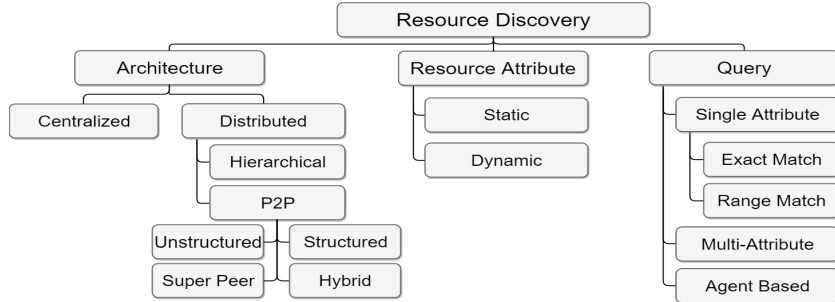 Resource Discovery
Architecture
Resource Attribute
Query
Centralized
Distributed
Static
Single Attribute
Hierarchical
Dynamic
Exact Match
P2P
Range Match
Unstructured
Structured
Multi-Attribute
Super Peer
Hybrid
Agent Based